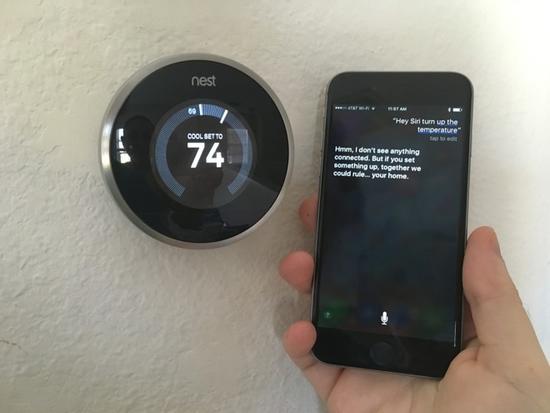 nest
69
COOL SET TO
74
AT&T Wi-Fi 11:57 AM
"Hey Siri turn up the
temperature"
tap to edit
Hmm, I don't see anything
connected. But if you set
something up, together we
could rule... your home.
?